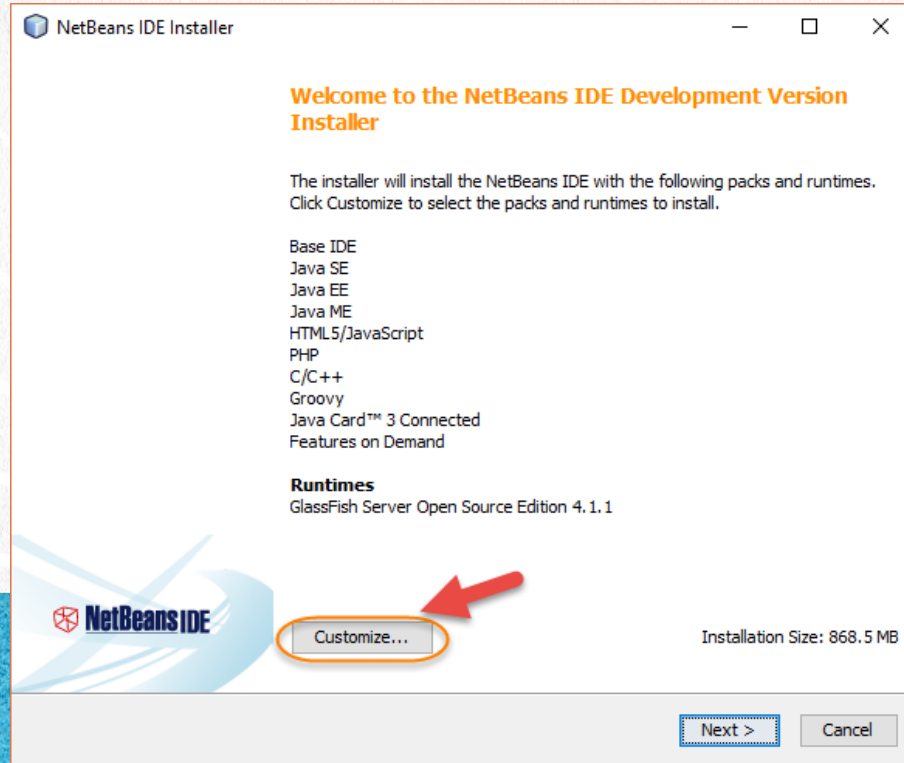 NetBeans IDE Installer
Welcome to the NetBeans IDE Development Version
Installer
The installer will install the NetBeans IDE with the following packs and runtimes.
Click Customize to select the packs and runtimes to install.
Base IDE
Java SE
Java EE
Java ME
HTML5/JavaScript
PHP
C/C++
Groovy
Java Card™ 3 Connected
Features on Demand
Runtimes
GlassFish Server Open Source Edition 4.1.1
NetBeans IDE
Customize...
Installation Size: 868.5 MB
Next >
Cancel